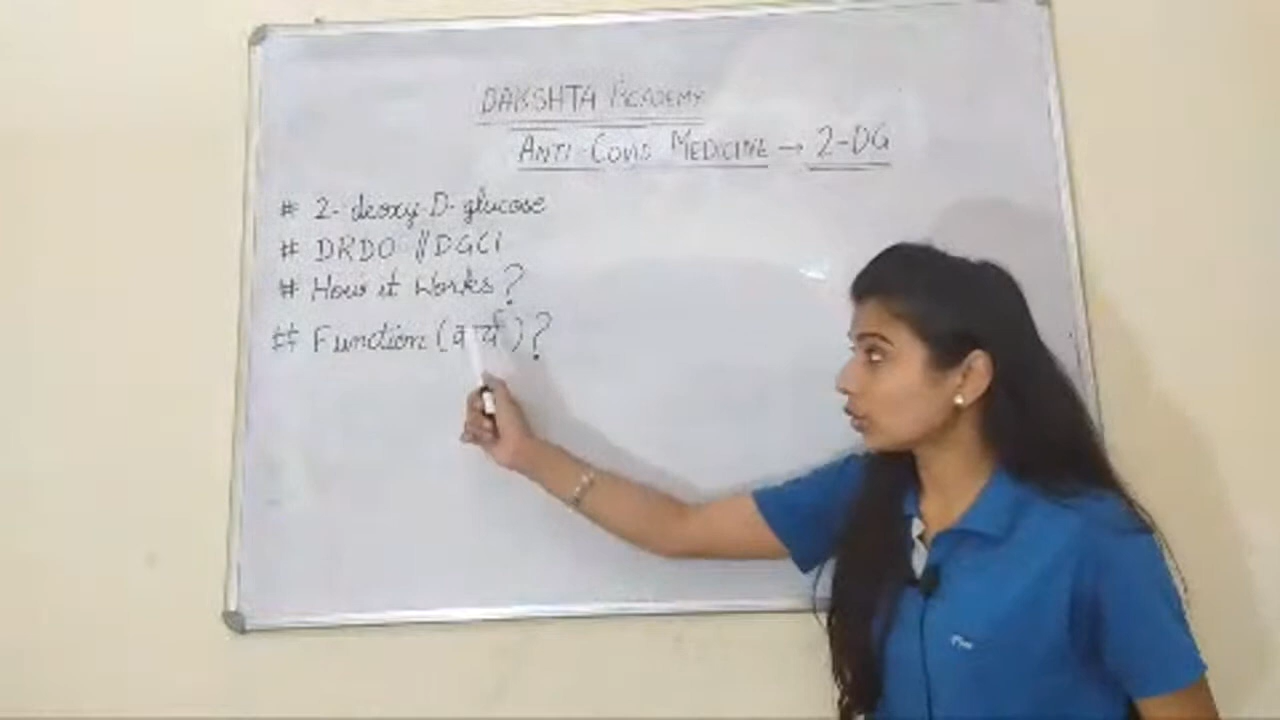 DAKSHTA ACADEMY
ANTI-COVID MEDICINE → 2-DG
# 2-deoxy-D-glucose
# DRDO // DGCI
# How it works?
# Function (कार्य)?